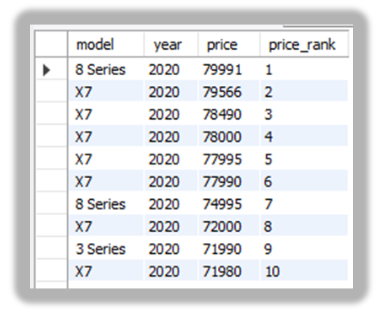 model year price price_rank
8 Series 2020 79991 1
X7 2020 79566 2
X7 2020 78490 3
X7 2020 78000 4
X7 2020 77995 5
X7 2020 77990 6
8 Series 2020 74995 7
X7 2020 72000 8
3 Series 2020 71990 9
X7 2020 71980 10